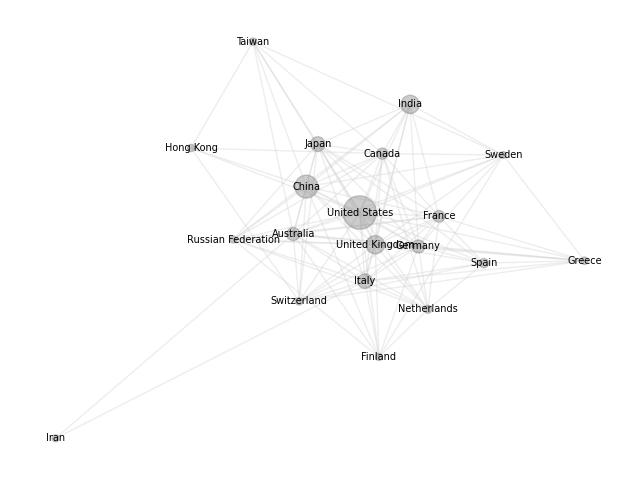 Taiwan
India
Japan
Hong Kong
Canada
Sweden
China
United States
France
Australia
Russian Federation
United Kingdom
Germany
Spain
Greece
Italy
Switzerland
Netherlands
Finland
Iran